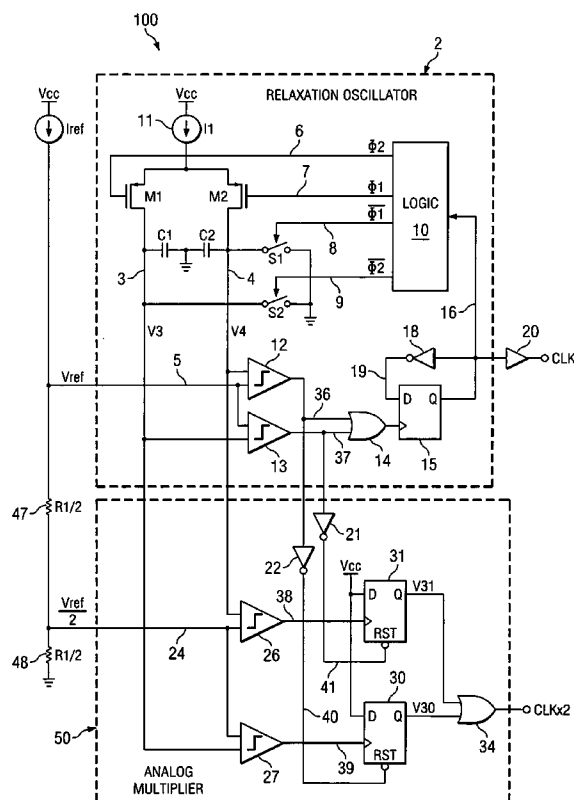 100
2
Vcc
Vcc
RELAXATION OSCILLATOR
Iref
11
I1
6
Φ2
M1
M2
7
Φ1
LOGIC
10
Φ1
8
C1
C2
S1
3
4
Φ2
9
S2
16
V3
V4
18
20
12
19
CLK
Vref
5
36
D
Q
14
15
13
37
47
R1/2
21
22
Vcc
31
D
Q
V31
38
Vref
2
24
26
RST
41
48
R1/2
30
40
D
Q
V30
CLKx2
34
50
27
39
RST
ANALOG
MULTIPLIER